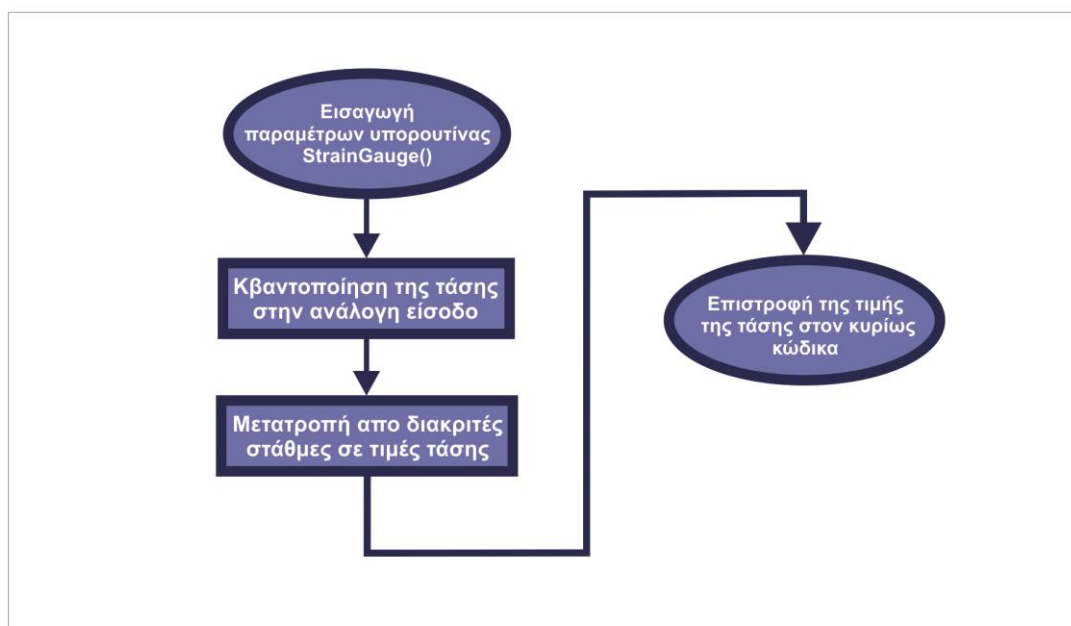 Εισαγωγή
παραμέτρων υπορουτίνας
StrainGauge()
Κβαντοποίηση της τάσης
στην ανάλογη είσοδο
Μετατροπή απο διακριτές
στάθμες σε τιμές τάσης
Επιστροφή της τιμής
της τάσης στον κυρίως
κώδικα